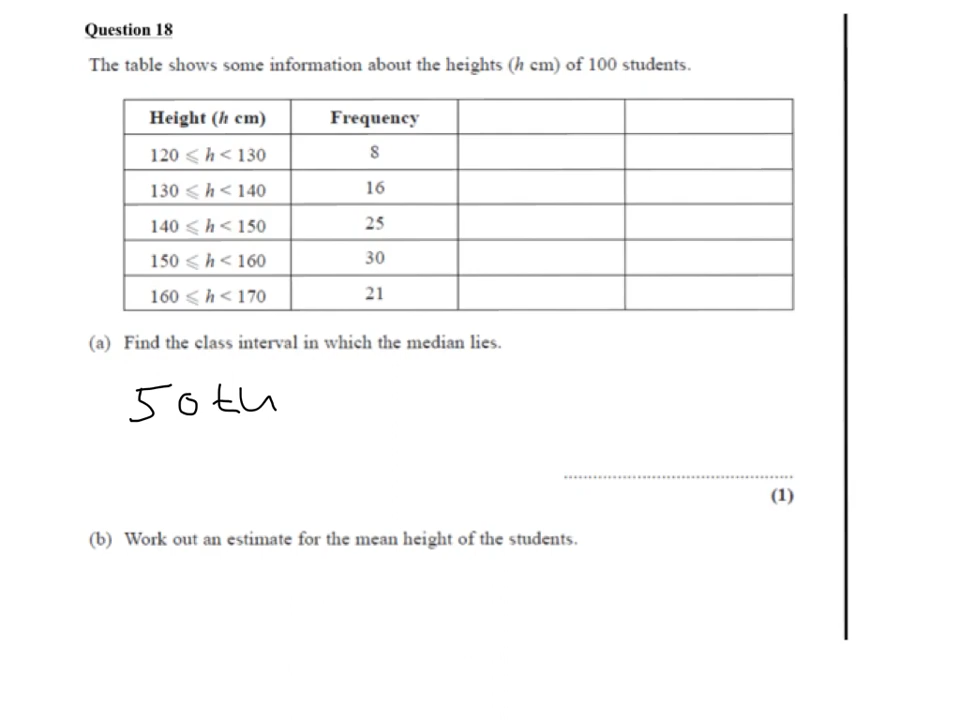 Question 18
The table shows some information about the heights (h cm) of 100 students.
Height (h cm) Frequency
120 ⩽ h < 130 8
130 ⩽ h < 140 16
140 ⩽ h < 150 25
150 ⩽ h < 160 30
160 ⩽ h < 170 21
(a) Find the class interval in which the median lies.
50th
(1)
(b) Work out an estimate for the mean height of the students.